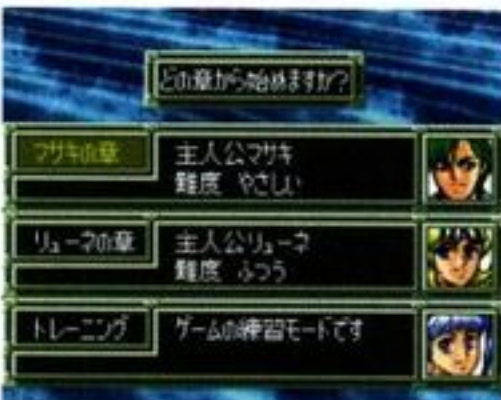 どの章から始めますか?
マサキの章
主人公マサキ
難度 やさしい
リューネの章
主人公リューネ
難度 ふつう
トレーニング
ゲームの練習モードです